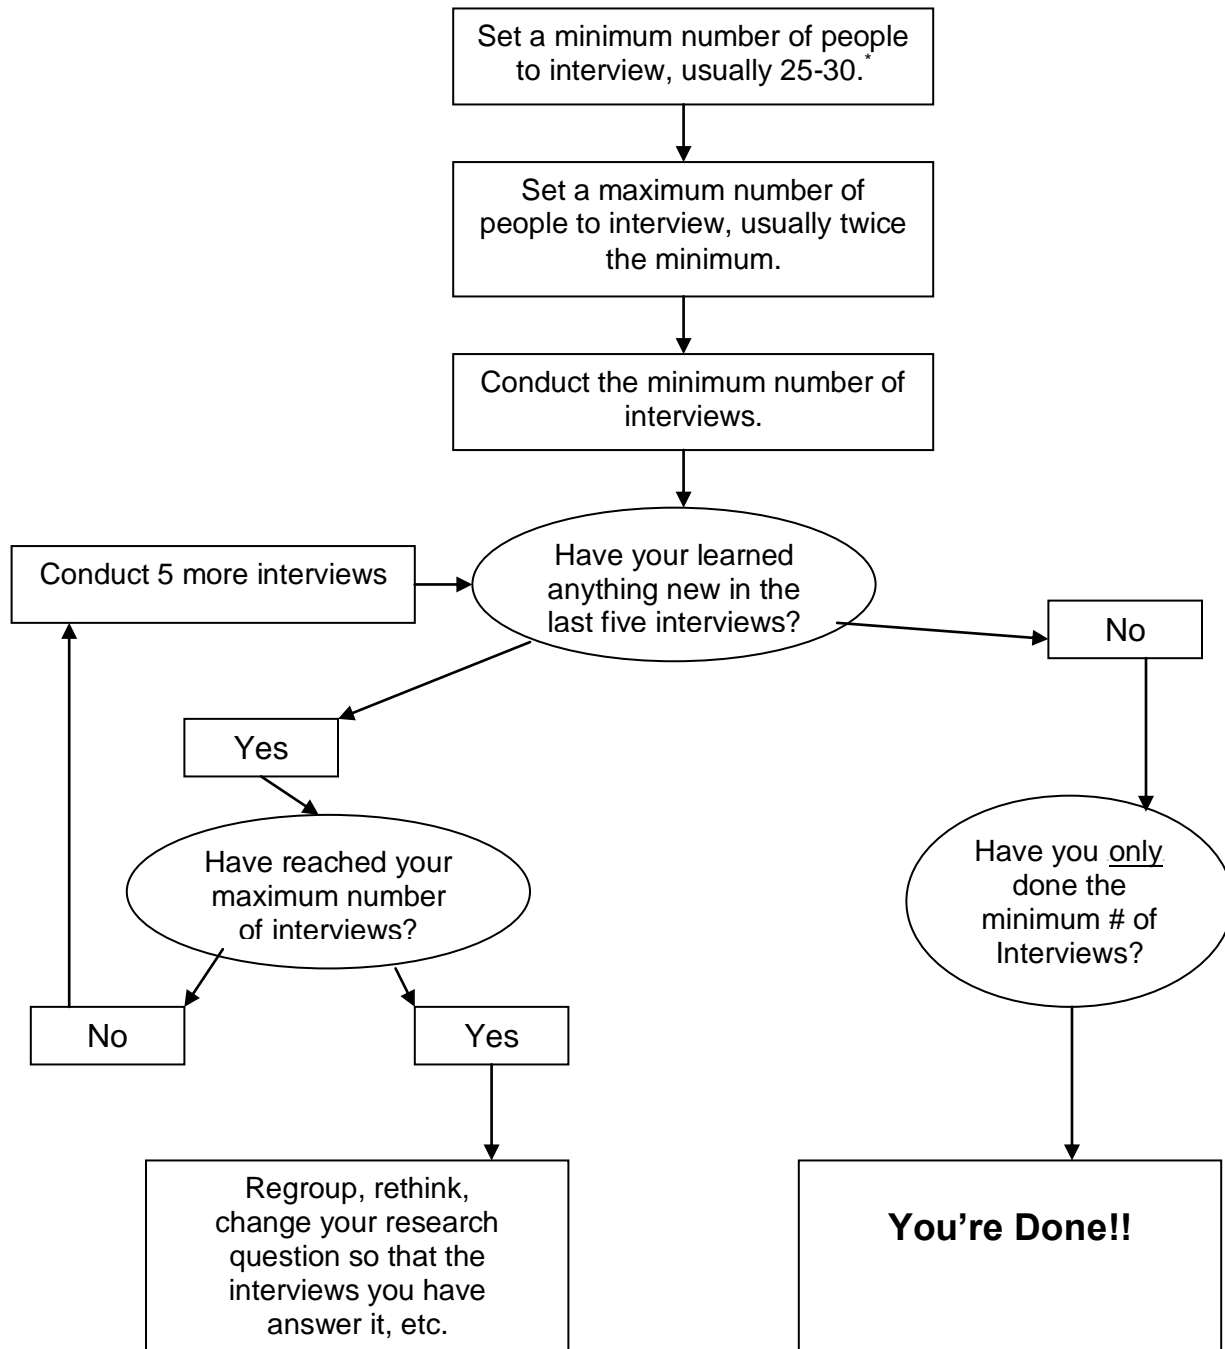 Set a minimum number of people
to interview, usually 25-30.*
Set a maximum number of
people to interview, usually twice
the minimum.
Conduct the minimum number of
interviews.
Conduct 5 more interviews
Have your learned
anything new in the
last five interviews?
No
Yes
Have reached your
maximum number
of interviews?
Have you only
done the
minimum # of
Interviews?
No
Yes
Regroup, rethink,
change your research
question so that the
interviews you have
answer it, etc.
You’re Done!!